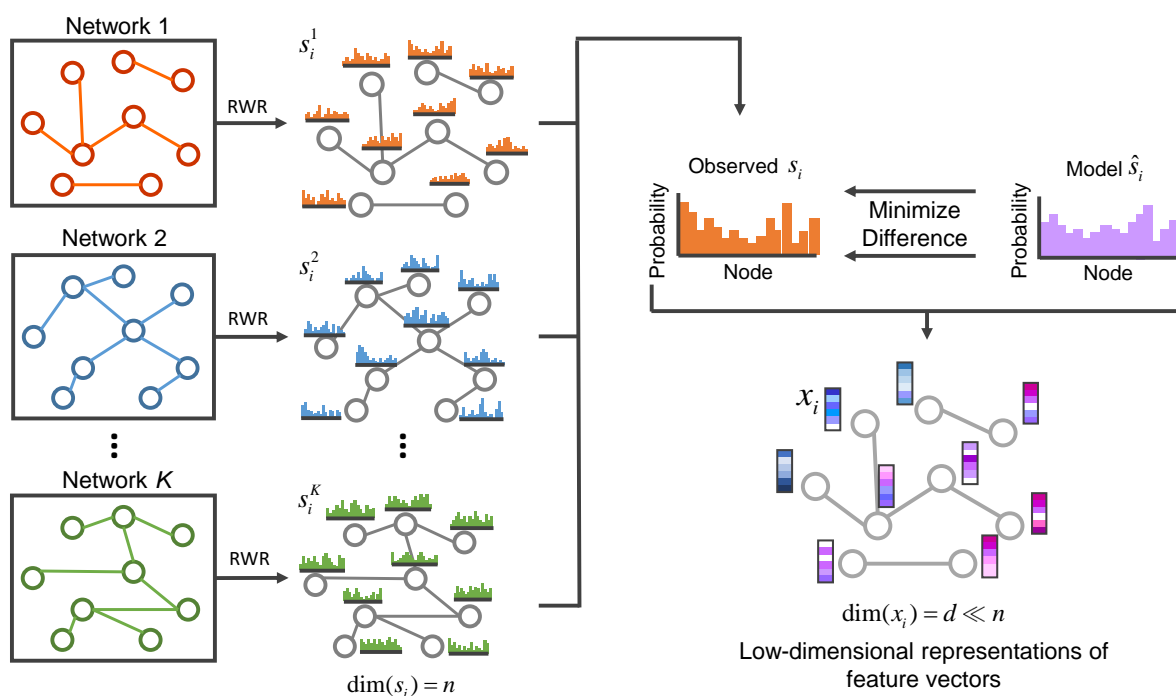 Network 1
RWR
s_i^1
Network 2
RWR
s_i^2
Network K
RWR
s_i^K
dim(s_i) = n
Observed s_i
Probability
Node
Minimize
Difference
Model ŝ_i
Probability
Node
x_i
dim(x_i) = d ≪ n
Low-dimensional representations of
feature vectors